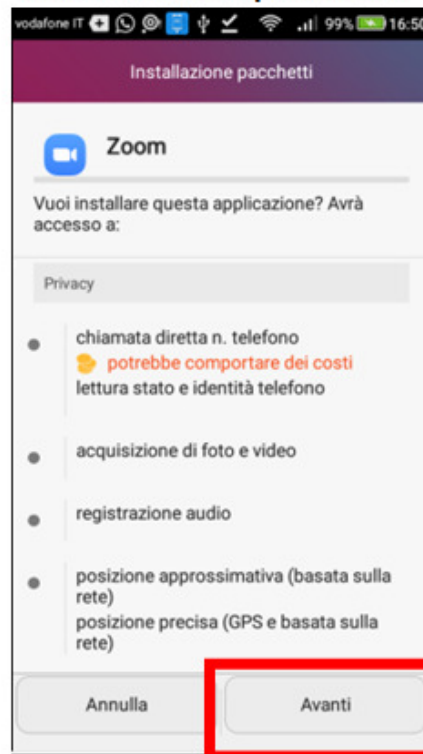 vodafone IT 99% 16:50
Installazione pacchetti
Zoom
Vuoi installare questa applicazione? Avrà
accesso a:
Privacy
chiamata diretta n. telefono
potrebbe comportare dei costi
lettura stato e identità telefono
acquisizione di foto e video
registrazione audio
posizione approssimativa (basata sulla
rete)
posizione precisa (GPS e basata sulla
rete)
Annulla Avanti